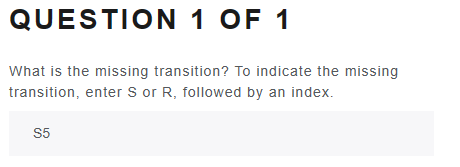 QUESTION 1 OF 1
What is the missing transition? To indicate the missing
transition, enter S or R, followed by an index.
S5